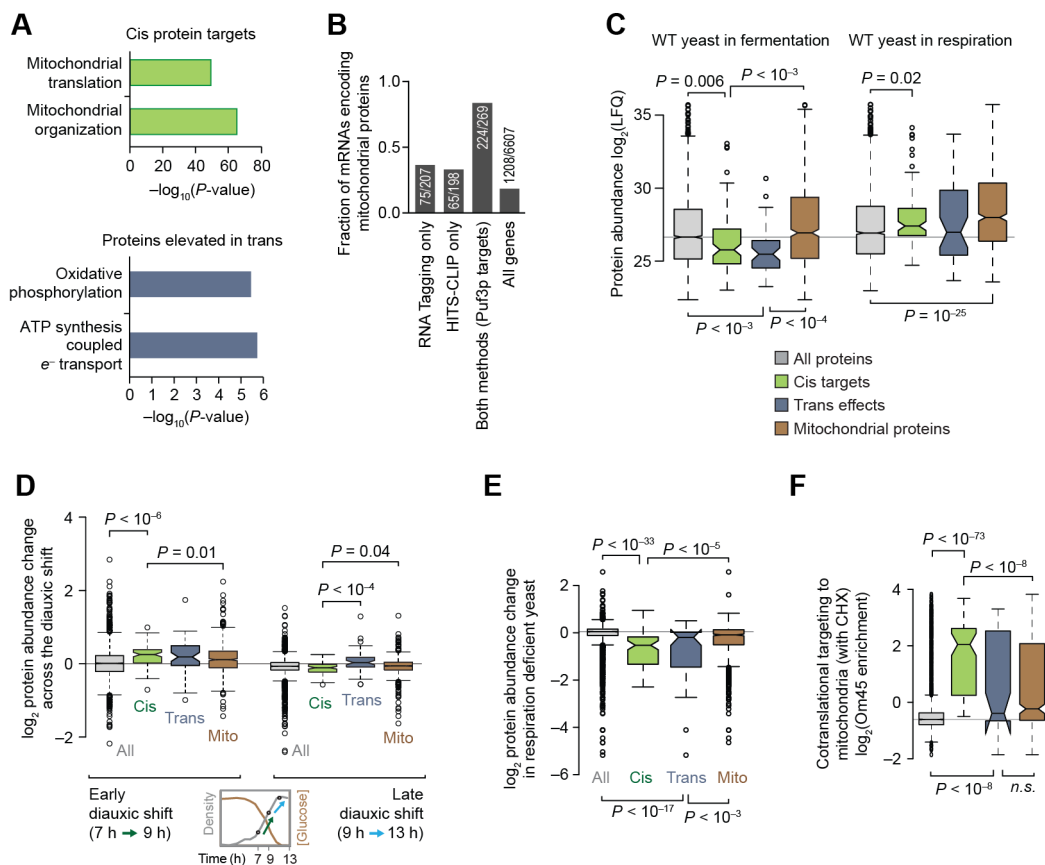 A
Cis protein targets
Mitochondrial
translation
Mitochondrial
organization
0 20 40 60 80
–log10(P-value)
Proteins elevated in trans
Oxidative
phosphorylation
ATP synthesis
coupled
e– transport
0 1 2 3 4 5 6
–log10(P-value)
B
Fraction of mRNAs encoding
mitochondrial proteins
1.0
0.5
0.0
75/207
65/198
224/269
1208/6607
RNA Tagging only
HITS-CLIP only
Both methods (Puf3p targets)
All genes
C
WT yeast in fermentation
WT yeast in respiration
P = 0.006
P < 10–3
P = 0.02
Protein abundance log2(LFQ)
35
30
25
P < 10–3
P < 10–4
P = 10–25
All proteins
Cis targets
Trans effects
Mitochondrial proteins
D
log2 protein abundance change
across the diauxic shift
4
2
0
–2
P < 10–6
P = 0.01
P = 0.04
P < 10–4
All
Cis
Trans
Mito
All
Cis
Trans
Mito
Early
diauxic shift
(7 h → 9 h)
Density
[Glucose]
Time (h) 7 9 13
Late
diauxic shift
(9 h → 13 h)
E
log2 protein abundance change
in respiration deficient yeast
P < 10–33
P < 10–5
2
0
–2
–4
–6
All Cis Trans Mito
P < 10–17
P < 10–3
F
Cotranslational targeting to
mitochondria (with CHX)
log2(Om45 enrichment)
P < 10–73
P < 10–8
4
2
0
–2
P < 10–8
n.s.